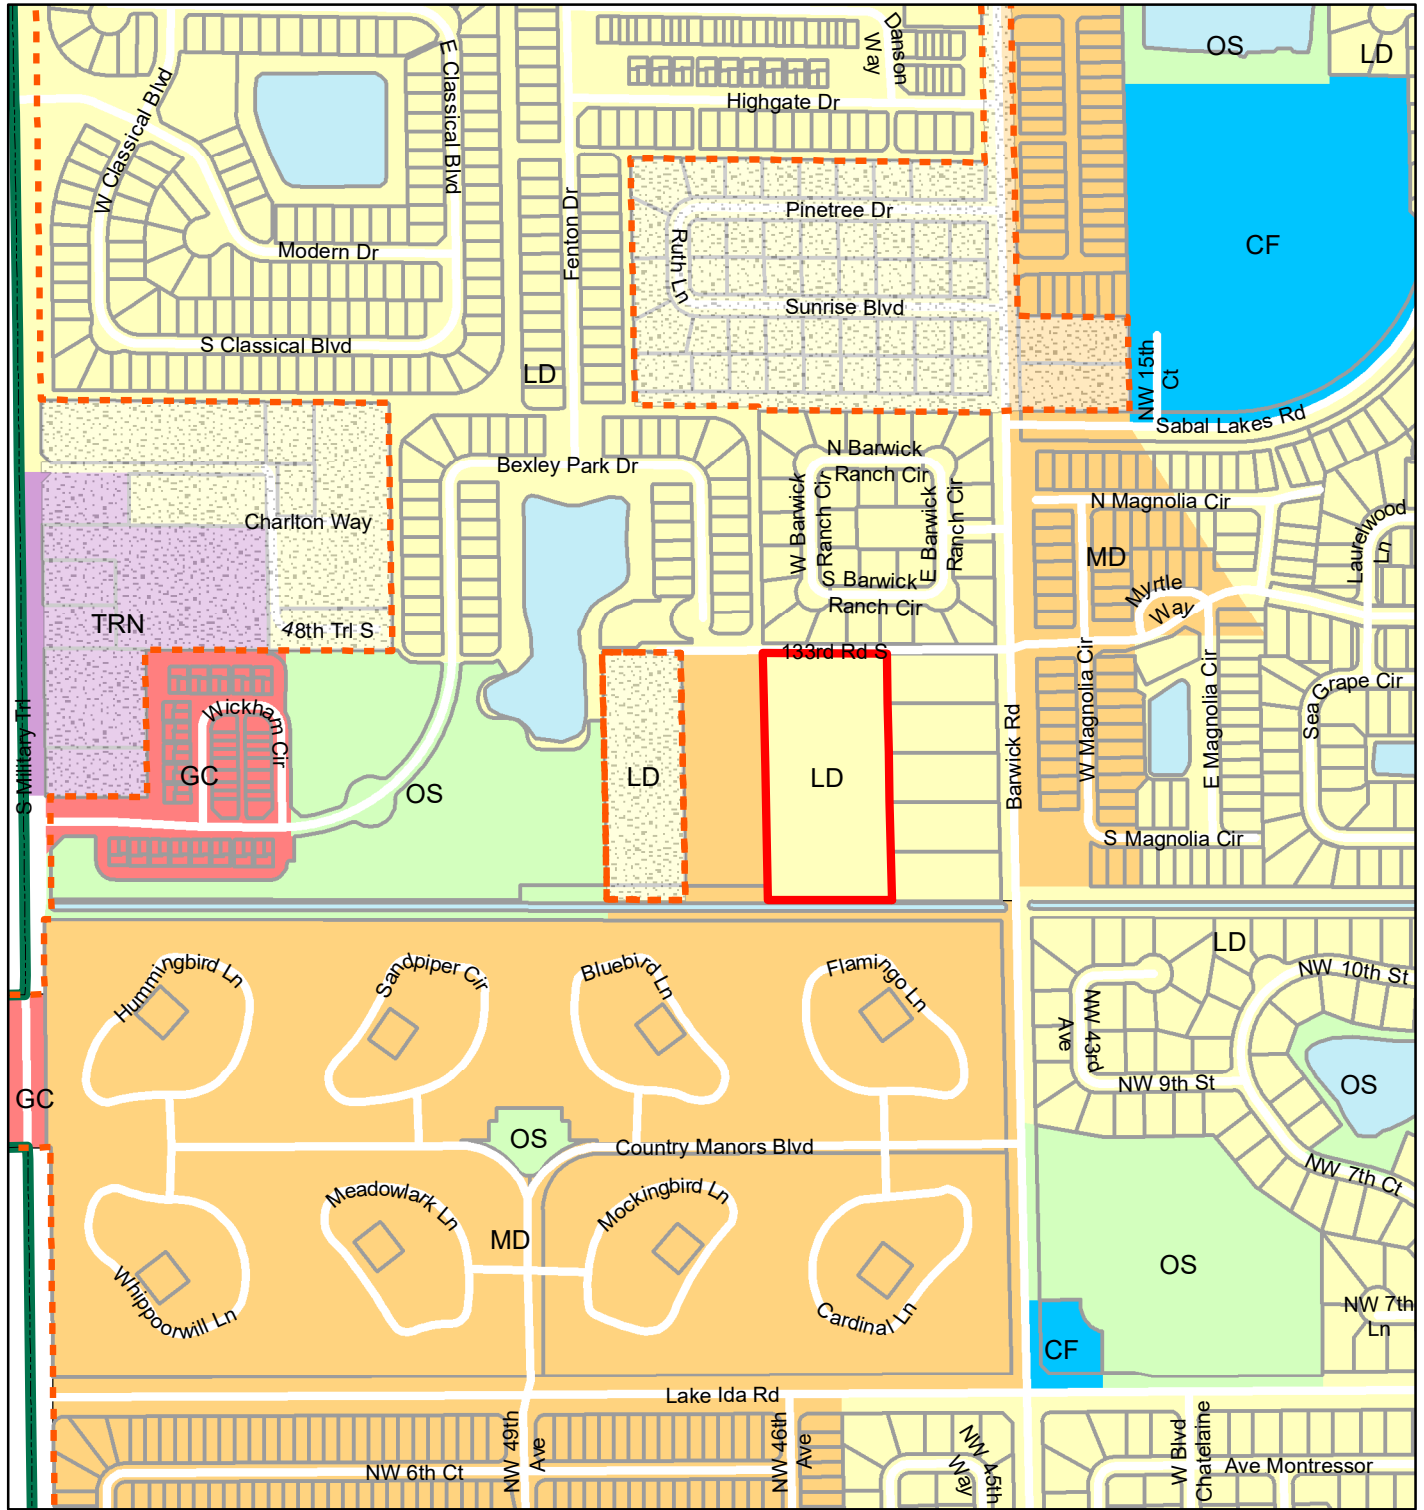 Danson
Way
OS
LD
E Classical Blvd
W Classical Blvd
Highgate Dr
Fenton Dr
Pinetree Dr
Ruth Ln
Modern Dr
CF
Sunrise Blvd
S Classical Blvd
LD
NW 15th
Ct
Sabal Lakes Rd
N Barwick
Ranch Cir
Bexley Park Dr
W Barwick
Ranch Cir
E Barwick
Ranch Cir
N Magnolia Cir
Laurelwood
Ln
Charlton Way
MD
S Barwick
Ranch Cir
Myrtle
Way
TRN
48th Trl S
133rd Rd S
W Magnolia Cir
E Magnolia Cir
Sea Grape Cir
Wickham Cir
S Military Trl
GC
OS
LD
LD
Barwick Rd
S Magnolia Cir
LD
Hummingbird Ln
Sandpiper Cir
Bluebird Ln
Flamingo Ln
NW 10th St
NW 43rd
Ave
NW 9th St
OS
GC
OS
Country Manors Blvd
NW 7th Ct
Meadowlark Ln
Mockingbird Ln
MD
OS
Whippoorwill Ln
Cardinal Ln
NW 7th
Ln
CF
Lake Ida Rd
NW 49th
Ave
NW 46th
Ave
NW 6th Ct
NW 45th
Way
W Blvd
Chatelaine
Ave Montressor